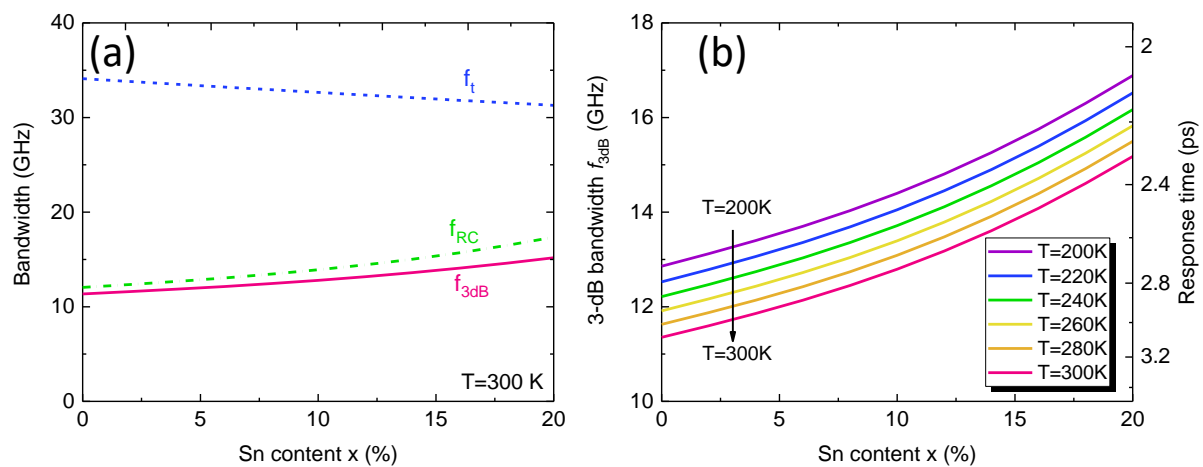 (a)
40
30
20
10
0
Bandwidth (GHz)
f_t
f_RC
f_3dB
T=300 K
0 5 10 15 20
Sn content x (%)
(b)
18
16
14
12
10
3-dB bandwidth f_3dB (GHz)
T=200K
T=300K
T=200K
T=220K
T=240K
T=260K
T=280K
T=300K
0 5 10 15 20
Sn content x (%)
2
2.4
2.8
3.2
Response time (ps)